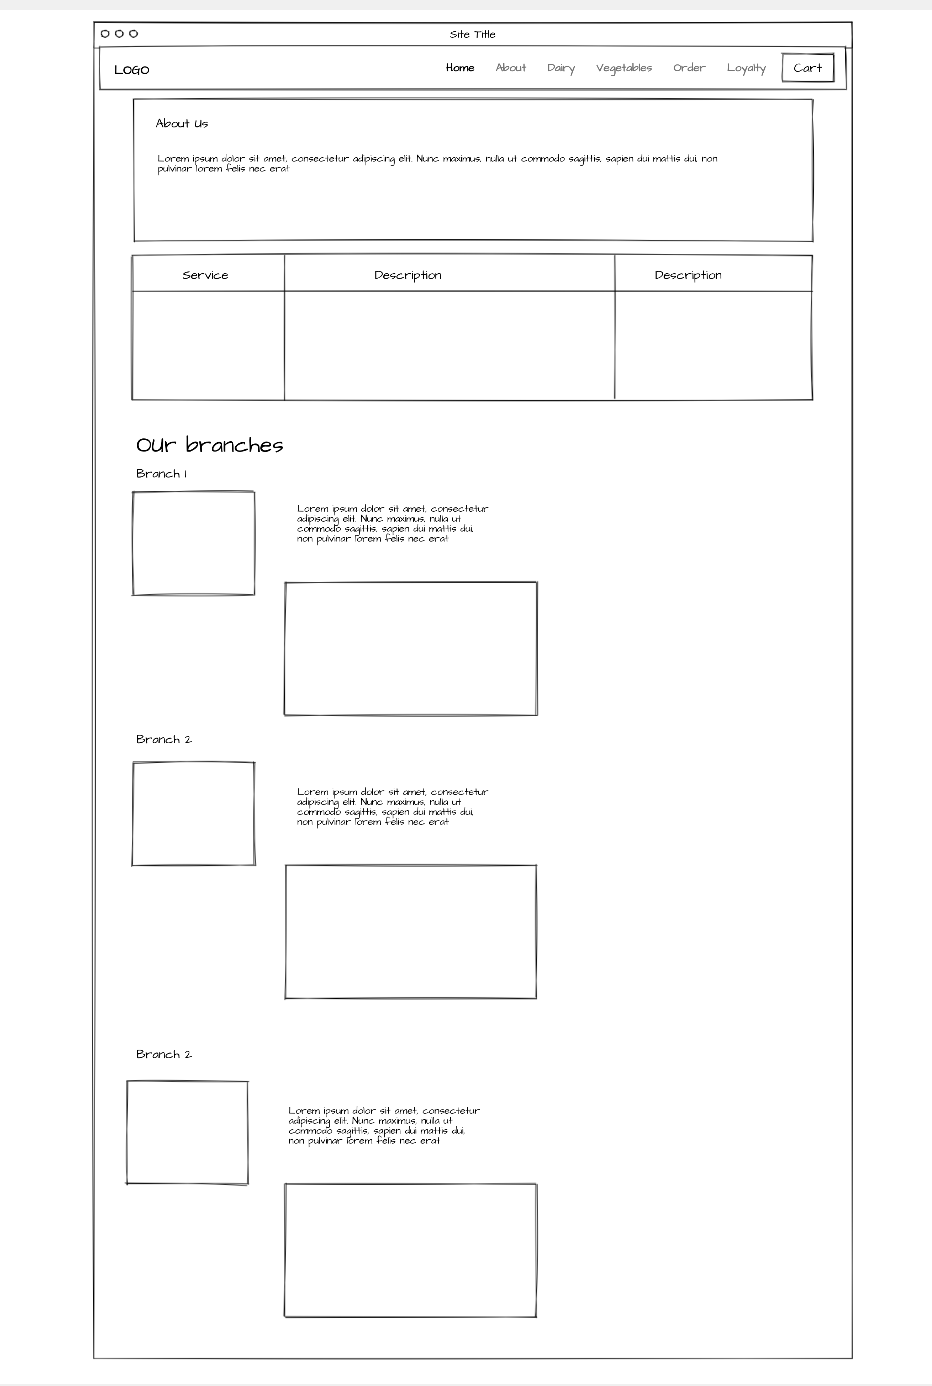 Site Title
LOGO
Home About Dairy Vegetables Order Loyalty Cart
About Us
Lorem ipsum dolor sit amet, consectetur adipiscing elit. Nunc maximus, nulla ut commodo sagittis, sapien dui mattis dui, non
pulvinar lorem felis nec erat
Service Description Description
Our branches
Branch 1
Lorem ipsum dolor sit amet, consectetur
adipiscing elit. Nunc maximus, nulla ut
commodo sagittis, sapien dui mattis dui,
non pulvinar lorem felis nec erat
Branch 2
Lorem ipsum dolor sit amet, consectetur
adipiscing elit. Nunc maximus, nulla ut
commodo sagittis, sapien dui mattis dui,
non pulvinar lorem felis nec erat
Branch 2
Lorem ipsum dolor sit amet, consectetur
adipiscing elit. Nunc maximus, nulla ut
commodo sagittis, sapien dui mattis dui,
non pulvinar lorem felis nec erat